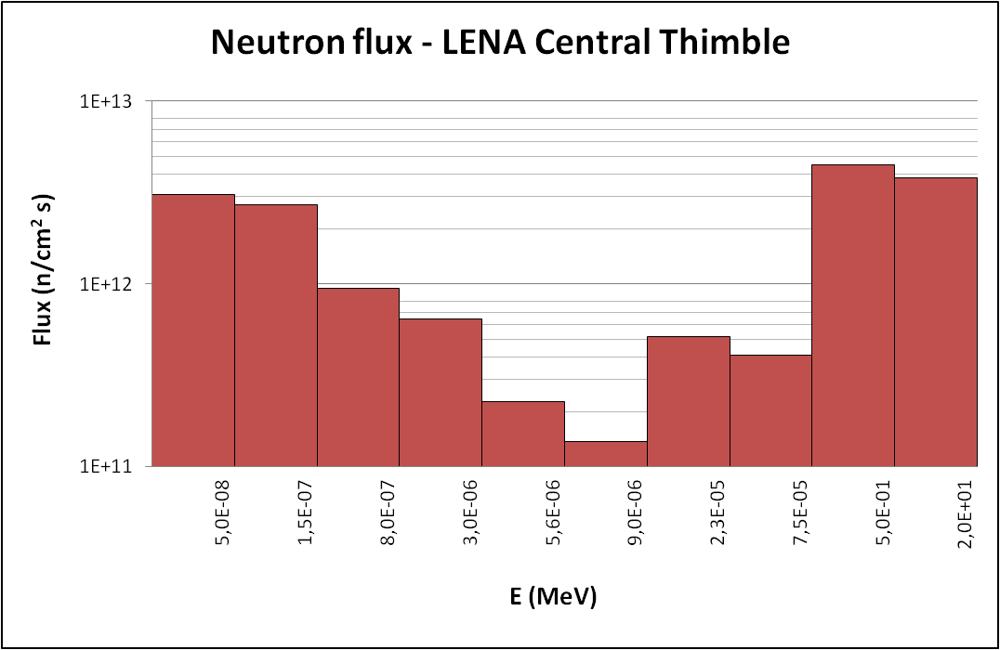 Neutron flux - LENA Central Thimble
1E+13
1E+12
1E+11
Flux (n/cm² s)
5,0E-08
1,5E-07
8,0E-07
3,0E-06
5,6E-06
9,0E-06
2,3E-05
7,5E-05
5,0E-01
2,0E+01
E (MeV)